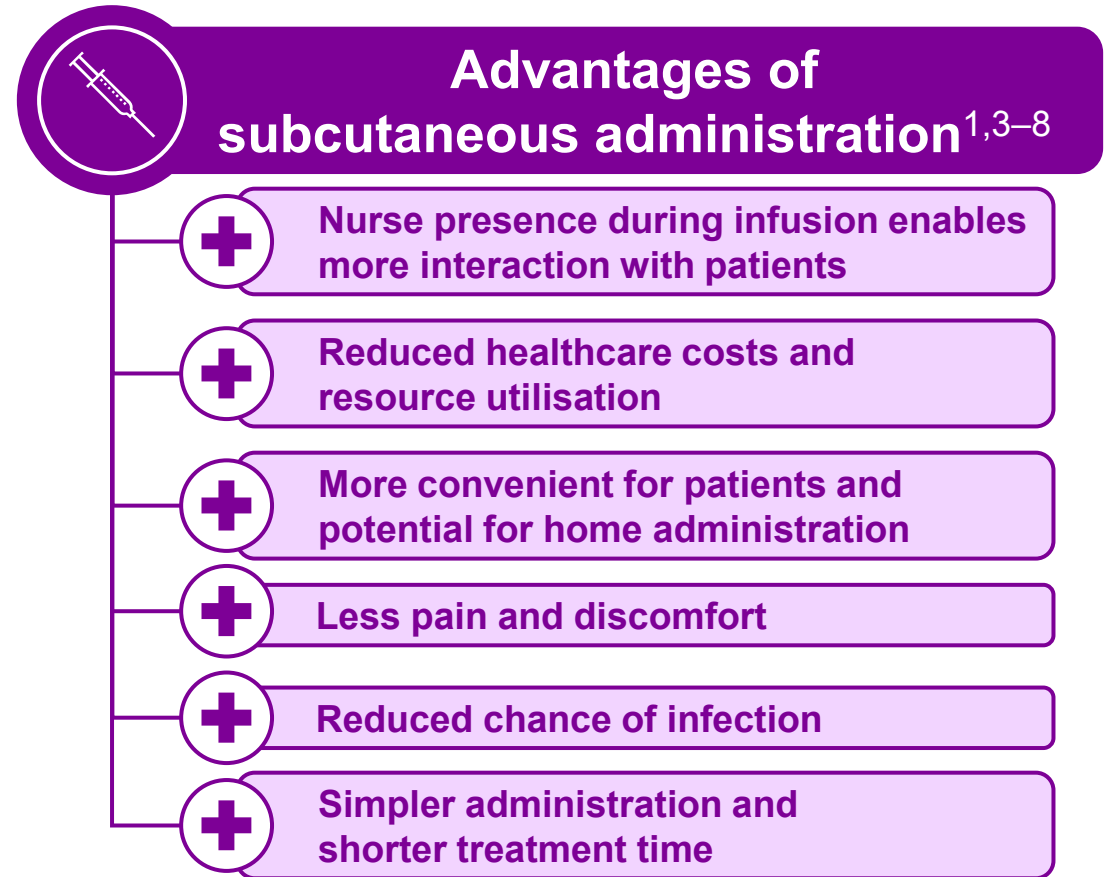 Advantages of
subcutaneous administration1,3–8
Nurse presence during infusion enables
more interaction with patients
Reduced healthcare costs and
resource utilisation
More convenient for patients and
potential for home administration
Less pain and discomfort
Reduced chance of infection
Simpler administration and
shorter treatment time